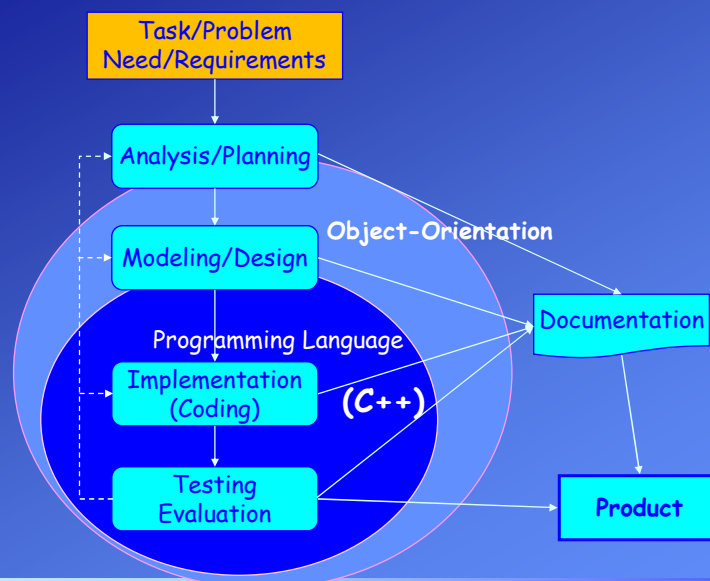 Task/Problem
Need/Requirements
Analysis/Planning
Object-Orientation
Modeling/Design
Documentation
Programming Language
Implementation
(Coding)
(C++)
Testing
Evaluation
Product